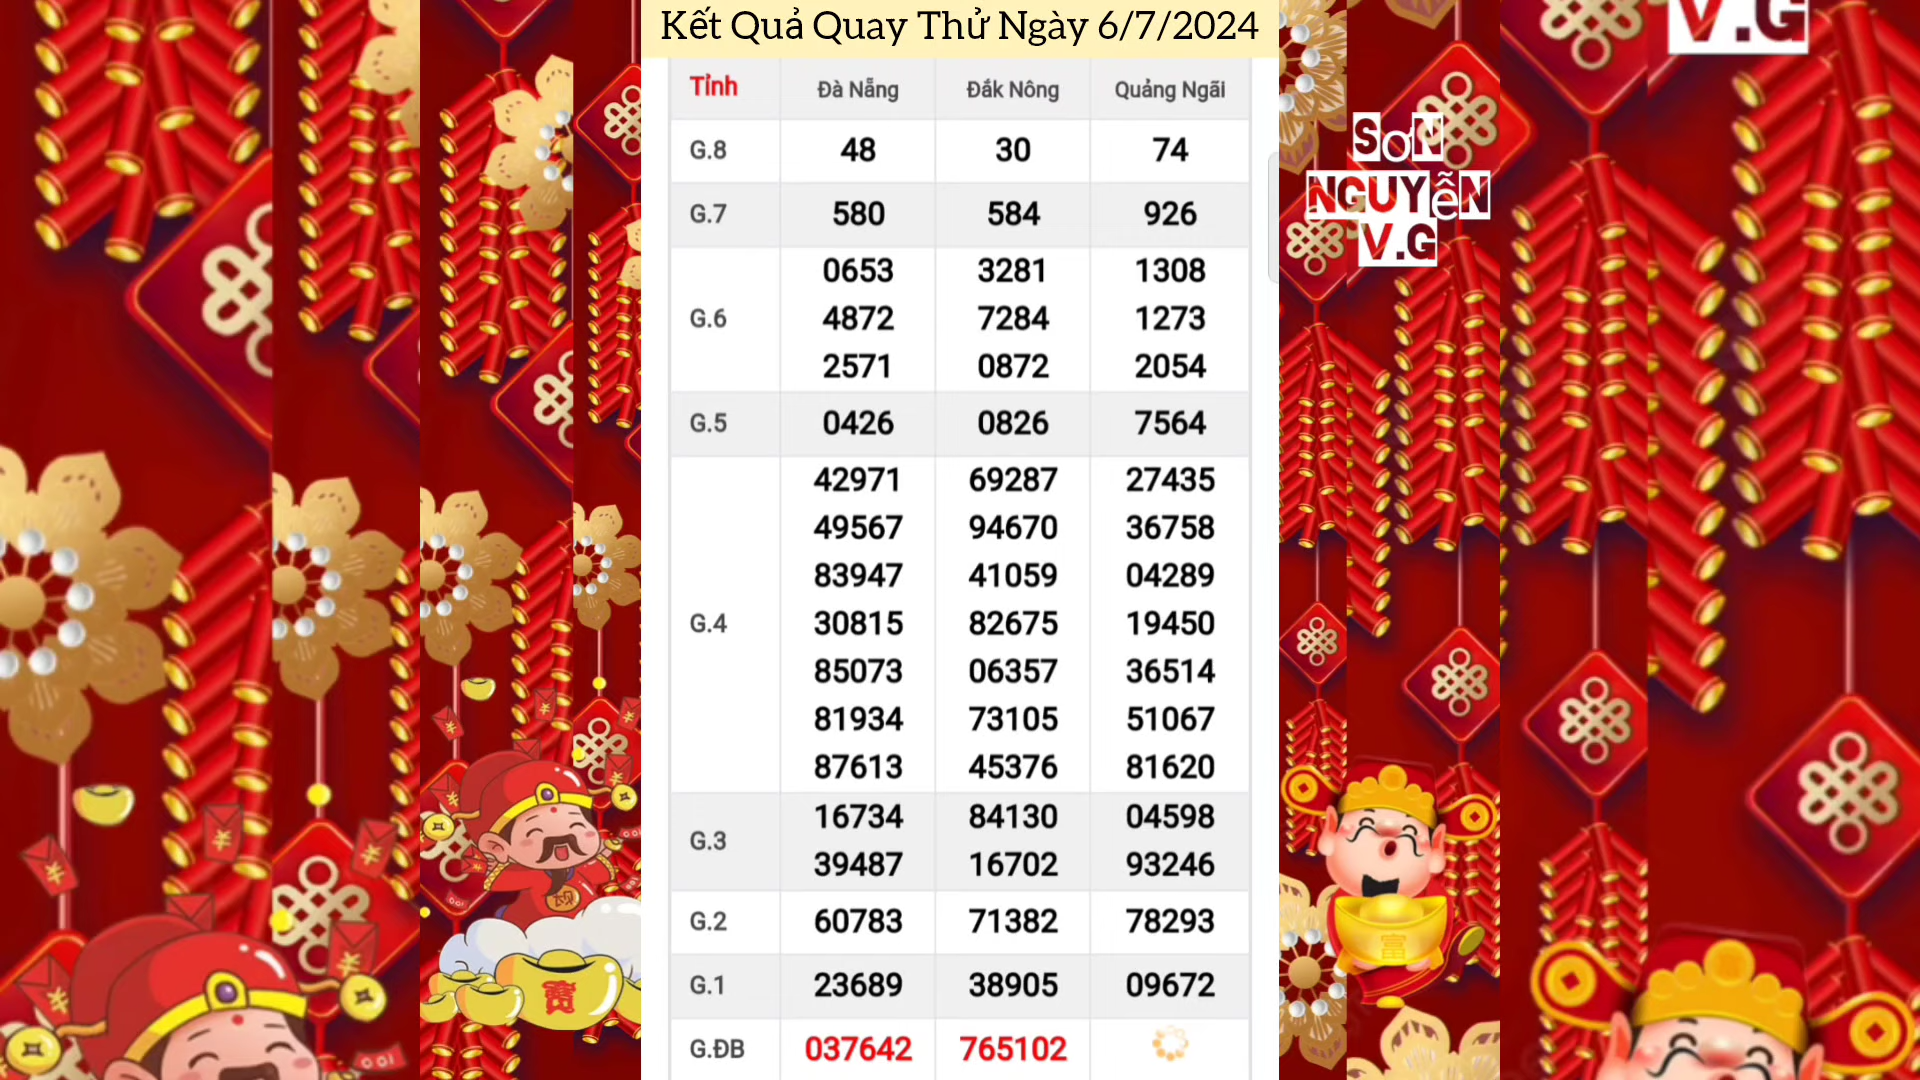 Kết Quả Quay Thử Ngày 6/7/2024
V.G
Tỉnh Đà Nẵng Đắk Nông Quảng Ngãi
SƠN
NGUYỄN
V.G
G.8 48 30 74
G.7 580 584 926
G.6
0653 3281 1308
4872 7284 1273
2571 0872 2054
G.5 0426 0826 7564
G.4
42971 69287 27435
49567 94670 36758
83947 41059 04289
30815 82675 19450
85073 06357 36514
81934 73105 51067
87613 45376 81620
G.3
16734 84130 04598
39487 16702 93246
G.2 60783 71382 78293
G.1 23689 38905 09672
G.ĐB 037642 765102
富